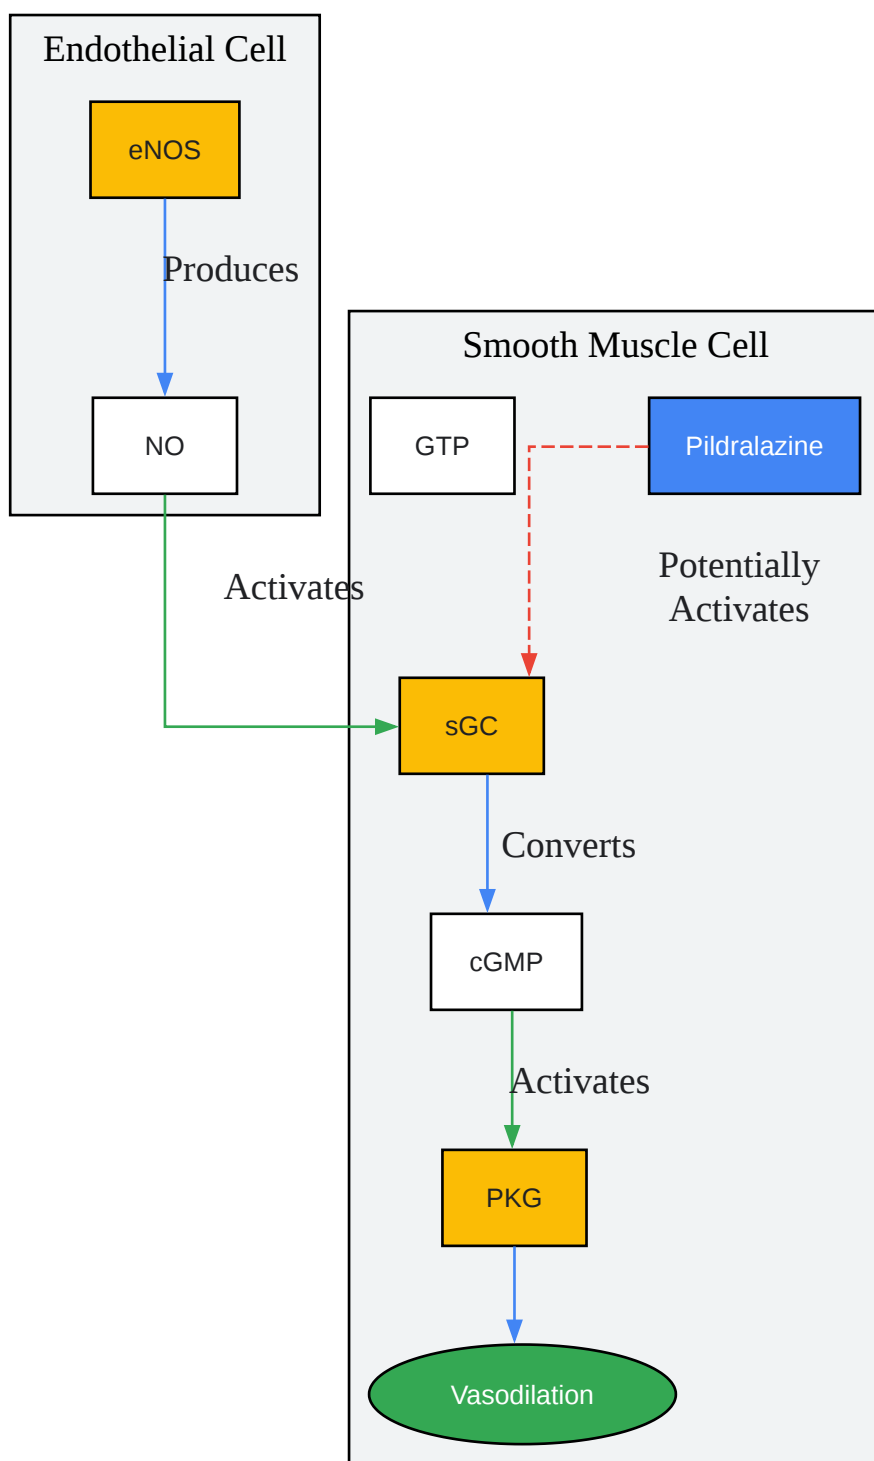 Endothelial Cell
eNOS
Produces
NO
Smooth Muscle Cell
GTP
Pildralazine
Activates
Potentially
Activates
sGC
Converts
cGMP
Activates
PKG
Vasodilation